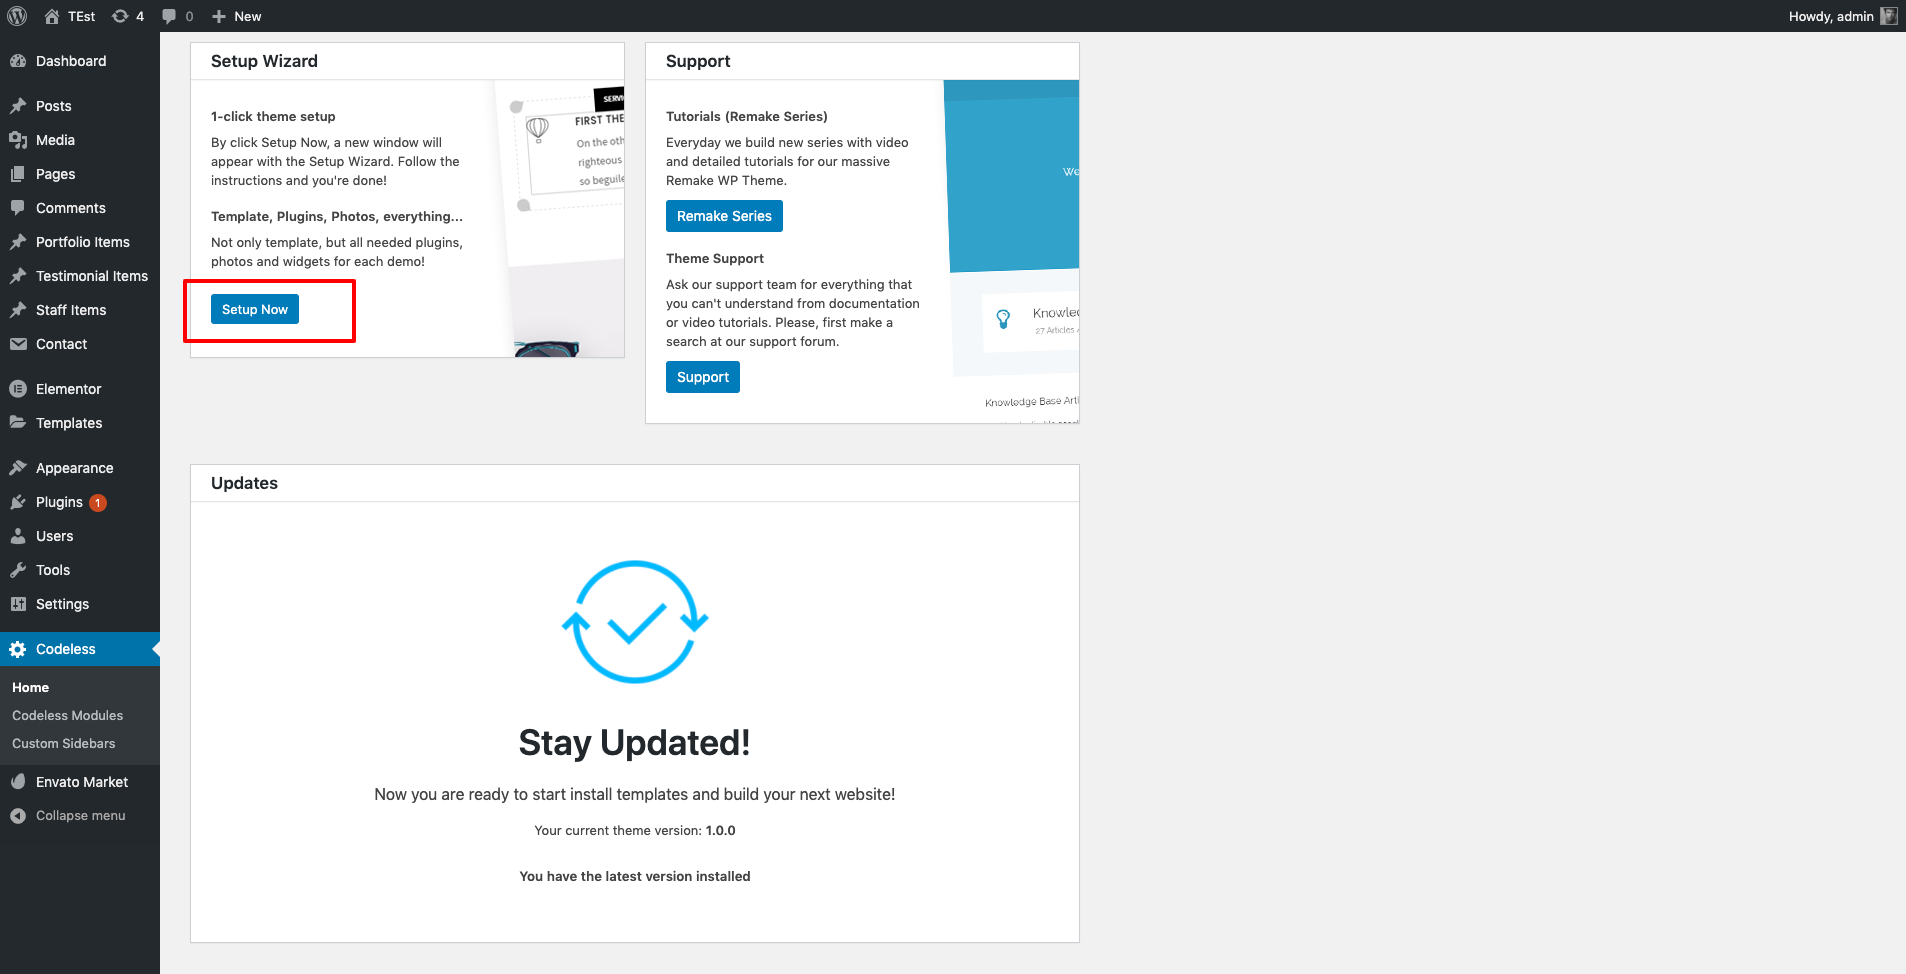 TEst
4
0
New
Howdy, admin
Dashboard
Posts
Media
Pages
Comments
Portfolio Items
Testimonial Items
Staff Items
Contact
Elementor
Templates
Appearance
Plugins 1
Users
Tools
Settings
Codeless
Home
Codeless Modules
Custom Sidebars
Envato Market
Collapse menu
Setup Wizard
1-click theme setup
By click Setup Now, a new window will
appear with the Setup Wizard. Follow the
instructions and you're done!
Template, Plugins, Photos, everything...
Not only template, but all needed plugins,
photos and widgets for each demo!
Setup Now
SERVI
FIRST THE
On the oth
righteous
so beguile
Support
Tutorials (Remake Series)
Everyday we build new series with video
and detailed tutorials for our massive
Remake WP Theme.
Remake Series
Theme Support
Ask our support team for everything that
you can't understand from documentation
or video tutorials. Please, first make a
search at our support forum.
Support
We
Knowled
27 Articles
Knowledge Base Arti
Updates
Stay Updated!
Now you are ready to start install templates and build your next website!
Your current theme version: 1.0.0
You have the latest version installed